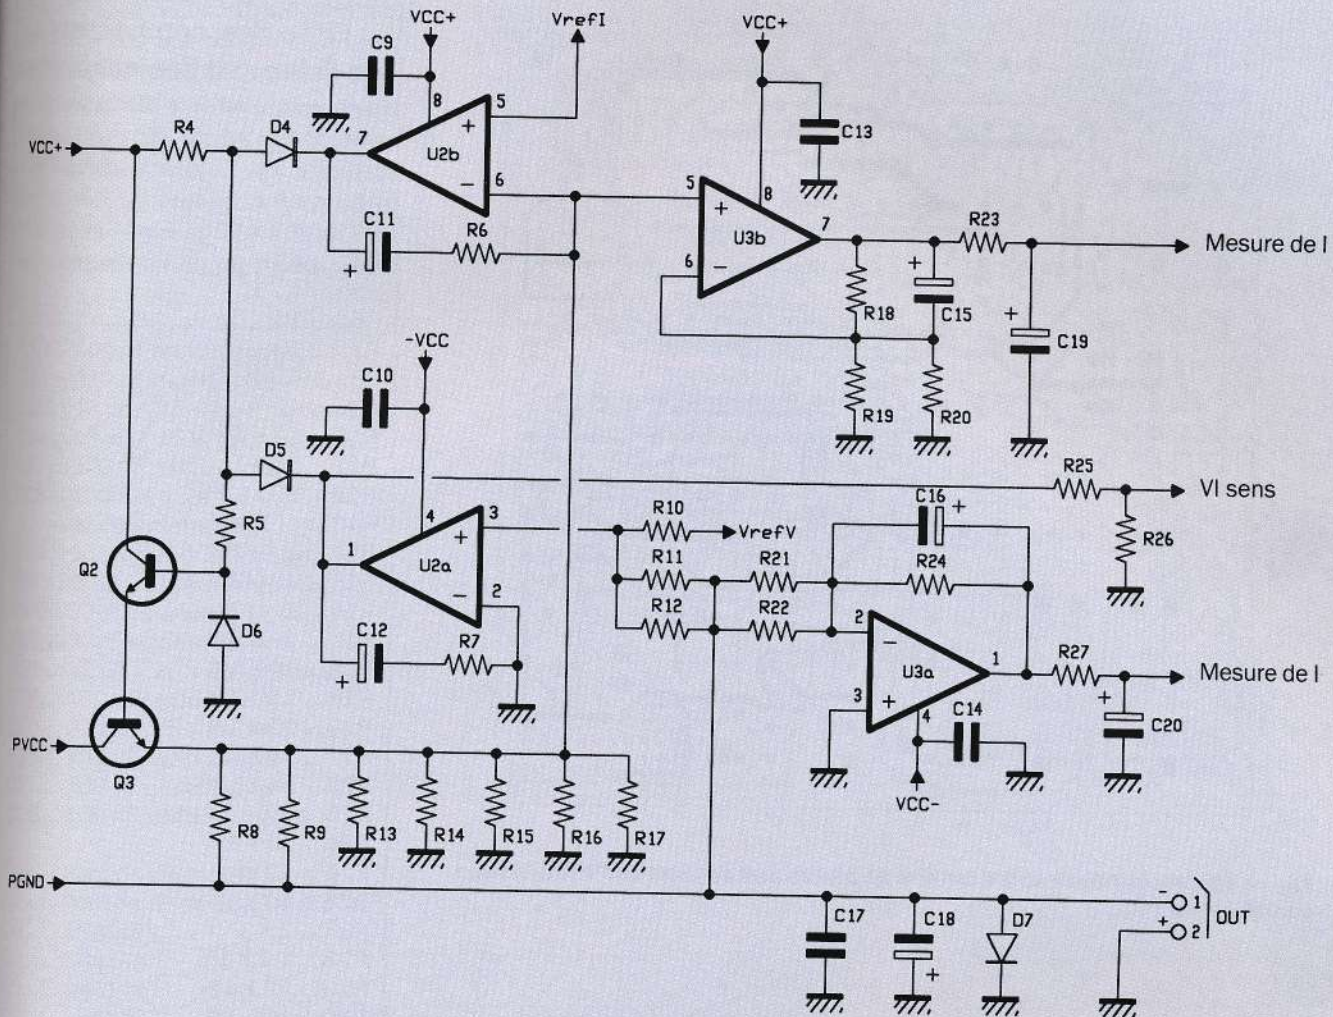 VCC+
VrefI
VCC+
C9
8
5
+
U2b
7
-
6
VCC+
R4
D4
C13
C11
+
R6
5
+
8
U3b
7
6
-
R23
Mesure de I
R18
+
C15
+
C19
-VCC
C10
R19
R20
D5
R25
VI sens
R5
4
3
+
U2a
1
-
2
R10
VrefV
C16
+
R26
R11
R21
R24
Q2
R12
R22
D6
C12
+
R7
2
-
U3a
1
3
+
4
R27
Mesure de I
C14
+
C20
PVCC
Q3
VCC-
R8
R9
R13
R14
R15
R16
R17
PGND
C17
C18
+
D7
-
1
+
2
OUT